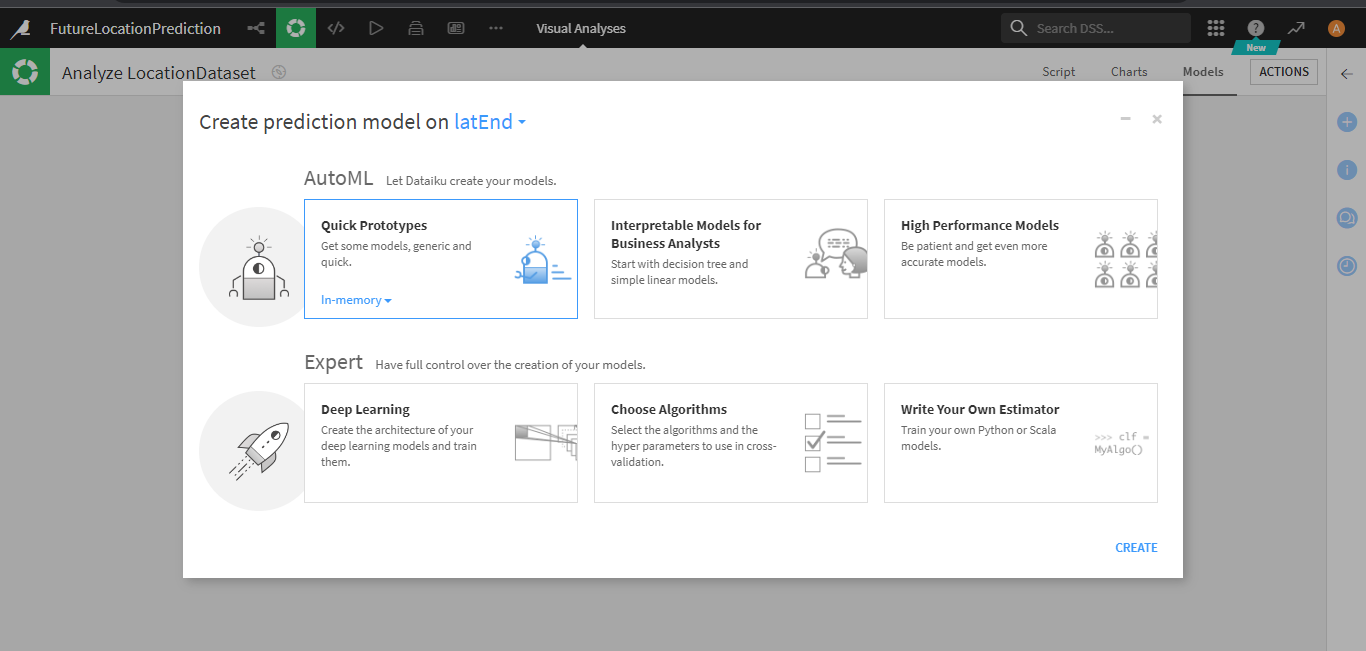 FutureLocationPrediction
Visual Analyses
Search DSS...
New
A
Analyze LocationDataset
Script
Charts
Models
ACTIONS
Create prediction model on latEnd
AutoML Let Dataiku create your models.
Quick Prototypes
Get some models, generic and
quick.
In-memory
Interpretable Models for
Business Analysts
Start with decision tree and
simple linear models.
High Performance Models
Be patient and get even more
accurate models.
Expert Have full control over the creation of your models.
Deep Learning
Create the architecture of your
deep learning models and train
them.
Choose Algorithms
Select the algorithms and the
hyper parameters to use in cross-
validation.
Write Your Own Estimator
Train your own Python or Scala
models.
>>> clf =
MyAlgo()
CREATE